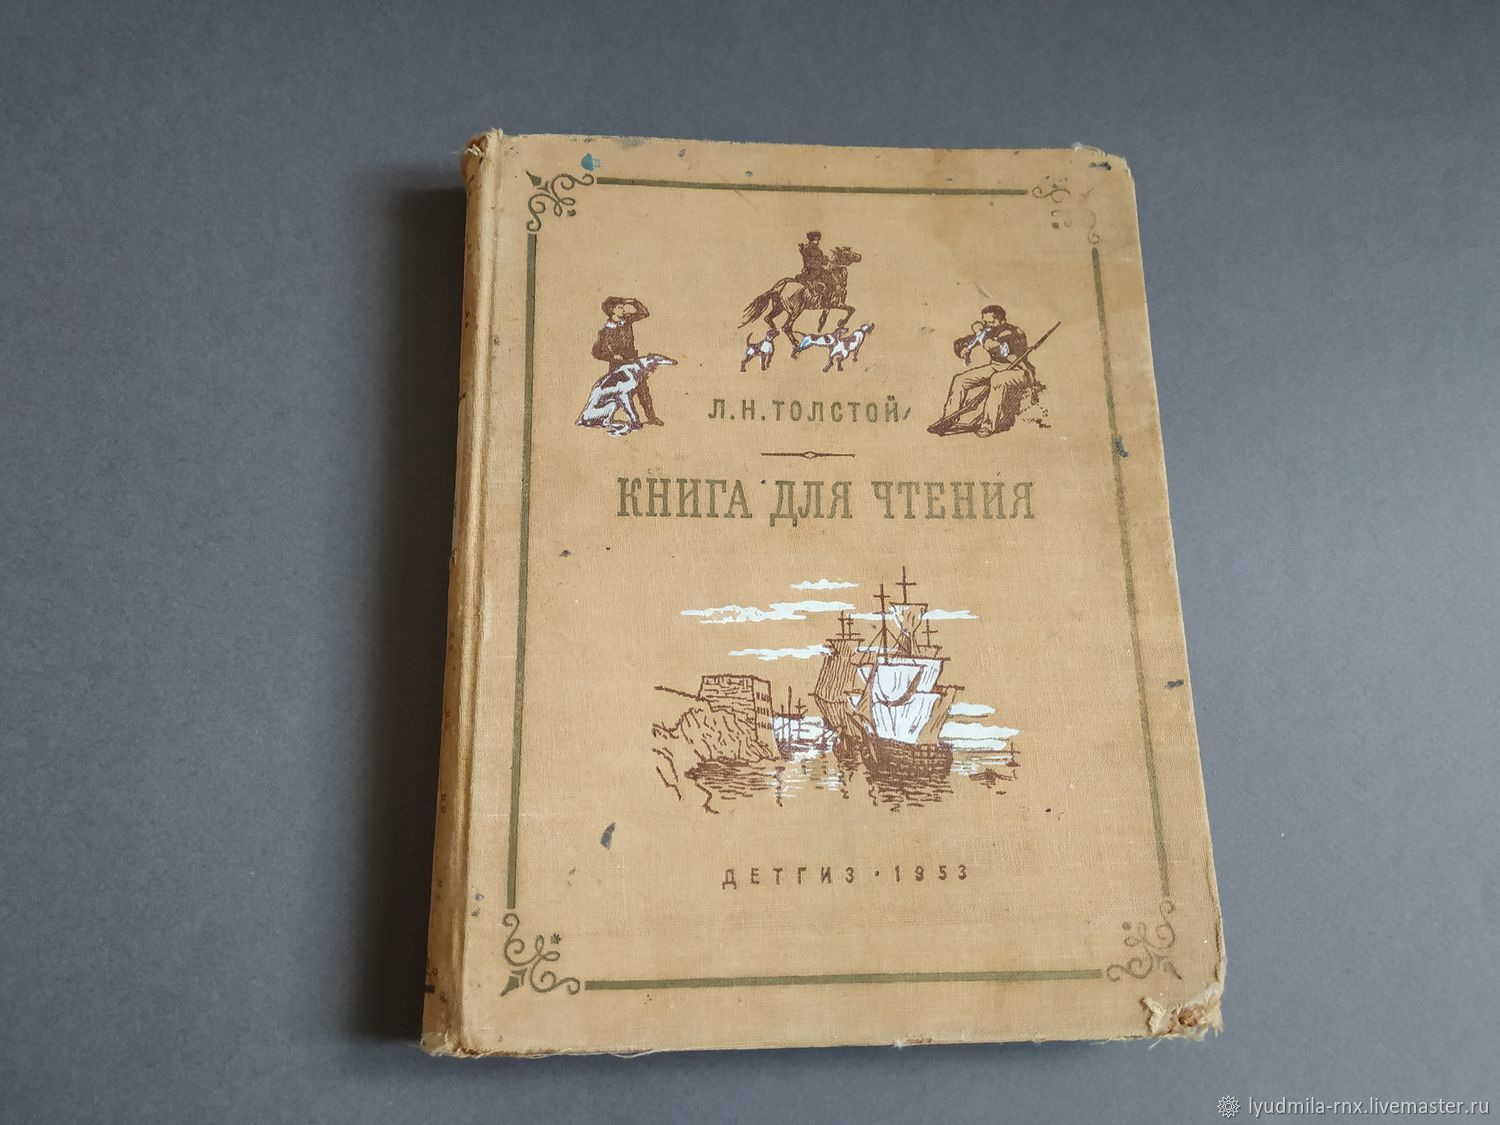 Л.Н.ТОЛСТОЙ
КНИГА ДЛЯ ЧТЕНИЯ
ДЕТГИЗ · 1953
lyudmila-rnx.livemaster.ru